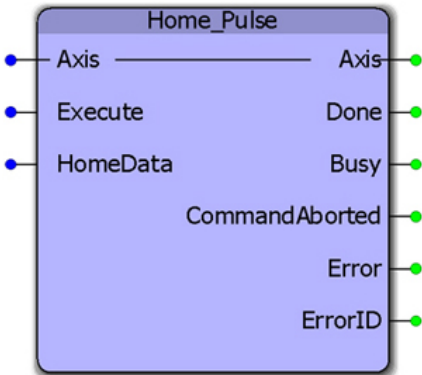 Home_Pulse
Axis Axis
Execute Done
HomeData Busy
CommandAborted
Error
ErrorID